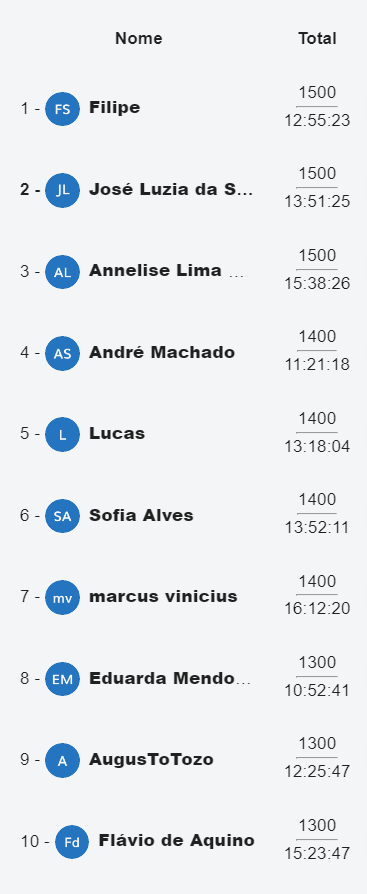 Nome Total
1 - FS Filipe 1500
12:55:23
2 - JL José Luzia da S... 1500
13:51:25
3 - AL Annelise Lima ... 1500
15:38:26
4 - AS André Machado 1400
11:21:18
5 - L Lucas 1400
13:18:04
6 - SA Sofia Alves 1400
13:52:11
7 - mv marcus vinicius 1400
16:12:20
8 - EM Eduarda Mendo... 1300
10:52:41
9 - A AugusToTozo 1300
12:25:47
10 - Fd Flávio de Aquino 1300
15:23:47